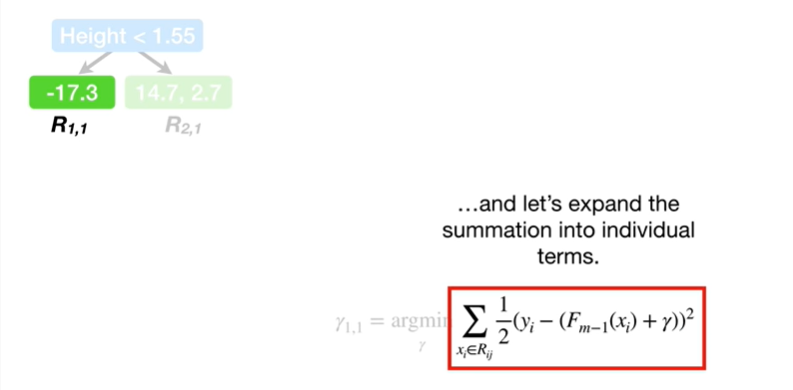 Height < 1.55
-17.3
14.7, 2.7
R1,1
R2,1
…and let's expand the
summation into individual
terms.
γ1,1 = argmin γ ∑ xi∈Rij 1/2 (yi − (Fm−1(xi) + γ))²